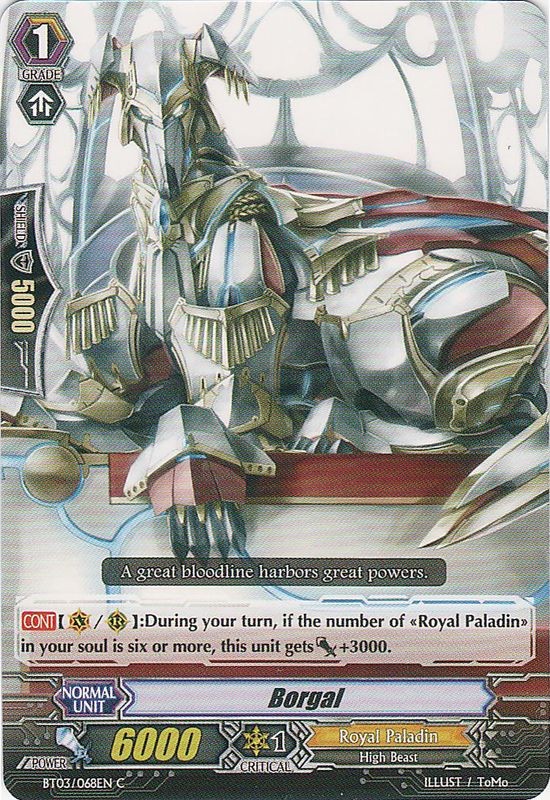 1
GRADE
SHIELD
5000
A great bloodline harbors great powers.
CONT【 V / R 】:During your turn, if the number of «Royal Paladin»
in your soul is six or more, this unit gets +3000.
NORMAL
UNIT
Borgal
POWER
6000
1
CRITICAL
Royal Paladin
High Beast
BT03/068EN C
ILLUST / ToMo